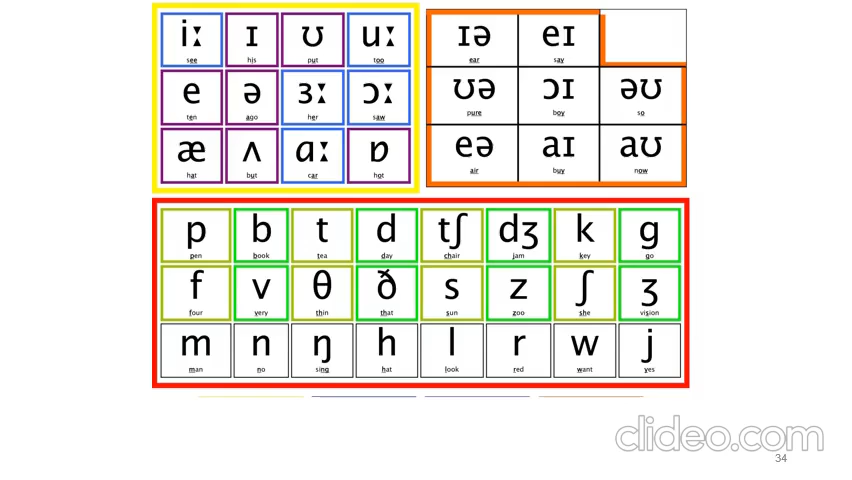 iː ɪ ʊ uː
see his put too
e ə ɜː ɔː
ten ago her saw
æ ʌ ɑː ɒ
hat but car hot
ɪə eɪ
ear say
ʊə ɔɪ əʊ
pure boy so
eə aɪ aʊ
air buy now
p b t d tʃ dʒ k g
pen book tea day chair jam key go
f v θ ð s z ʃ ʒ
four very thin that sun zoo she vision
m n ŋ h l r w j
man no sing hat look red want yes
clideo.com
34